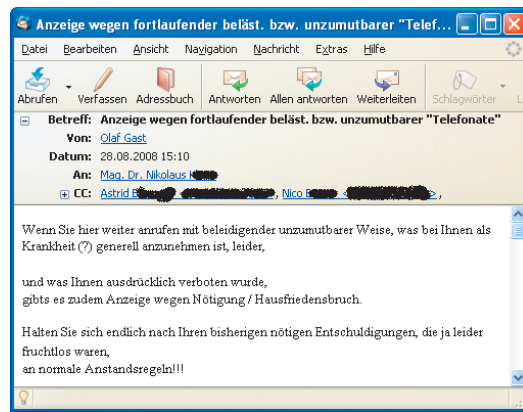 Anzeige wegen fortlaufender beläst. bzw. unzumutbarer "Telef...
Datei Bearbeiten Ansicht Navigation Nachricht Extras Hilfe
Abrufen Verfassen Adressbuch Antworten Allen antworten Weiterleiten Schlagwörter L
Betreff: Anzeige wegen fortlaufender beläst. bzw. unzumutbarer "Telefonate"
Von: Olaf Gast
Datum: 28.08.2008 15:10
An: Mag. Dr. Nikolaus
CC: Astrid , Nico ,
Wenn Sie hier weiter anrufen mit beleidigender unzumutbarer Weise, was bei Ihnen als
Krankheit (?) generell anzunehmen ist, leider,
und was Ihnen ausdrücklich verboten wurde,
gibts es zudem Anzeige wegen Nötigung / Hausfriedensbruch.
Halten Sie sich endlich nach Ihren bisherigen nötigen Entschuldigungen, die ja leider
fruchtlos waren,
an normale Anstandsregeln!!!